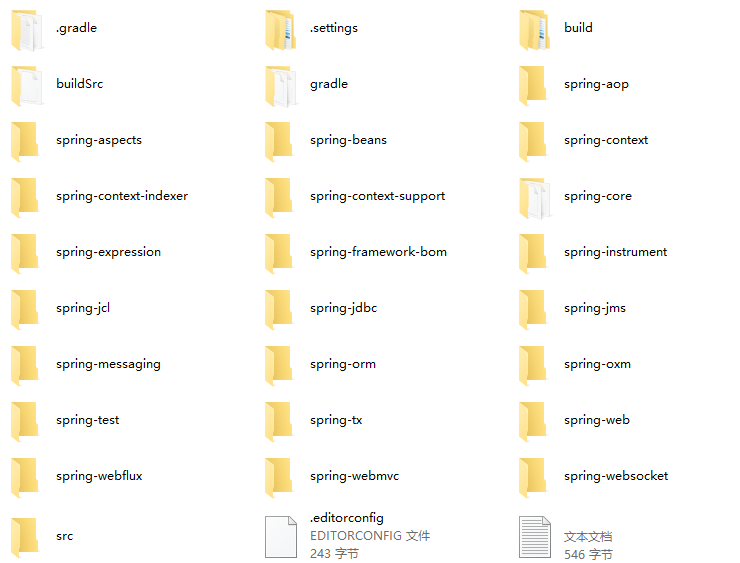 .gradle
.settings
build
buildSrc
gradle
spring-aop
spring-aspects
spring-beans
spring-context
spring-context-indexer
spring-context-support
spring-core
spring-expression
spring-framework-bom
spring-instrument
spring-jcl
spring-jdbc
spring-jms
spring-messaging
spring-orm
spring-oxm
spring-test
spring-tx
spring-web
spring-webflux
spring-webmvc
spring-websocket
src
.editorconfig
EDITORCONFIG 文件
243 字节
文本文档
546 字节